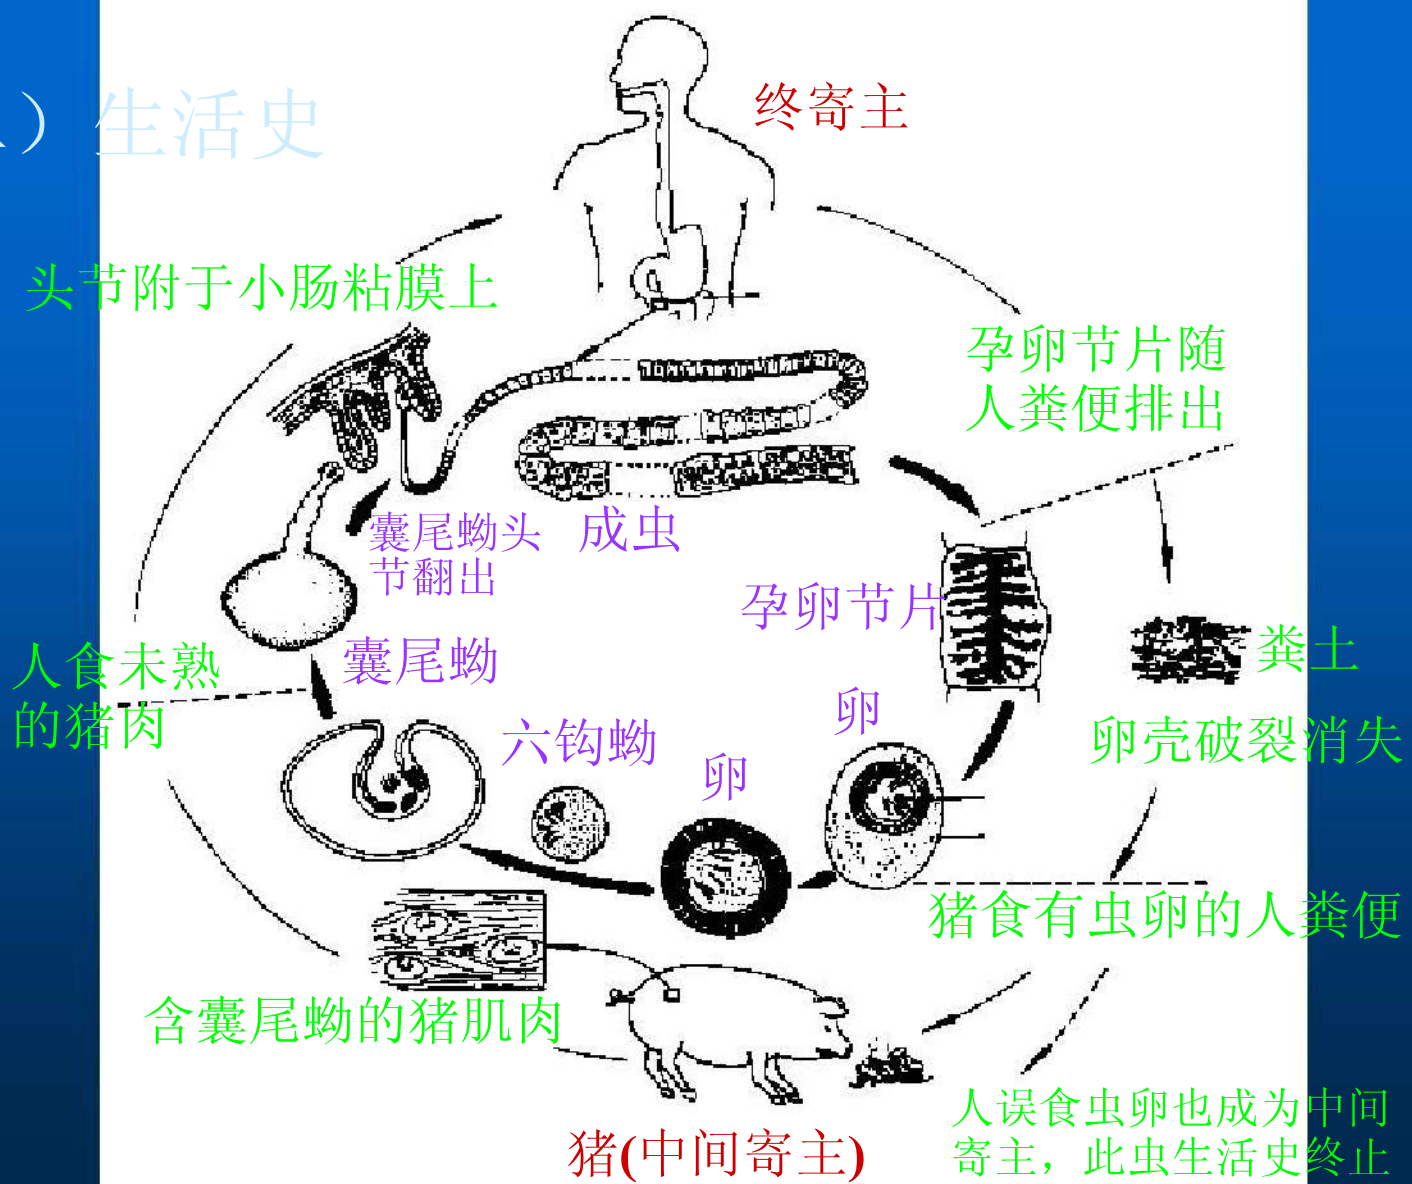 ）生活史
终寄主
头节附于小肠粘膜上
孕卵节片随
人粪便排出
囊尾蚴头
节翻出
成虫
孕卵节片
粪土
人食未熟
的猪肉
囊尾蚴
六钩蚴
卵
卵
卵壳破裂消失
猪食有虫卵的人粪便
含囊尾蚴的猪肌肉
人误食虫卵也成为中间
寄主，此虫生活史终止
猪(中间寄主)